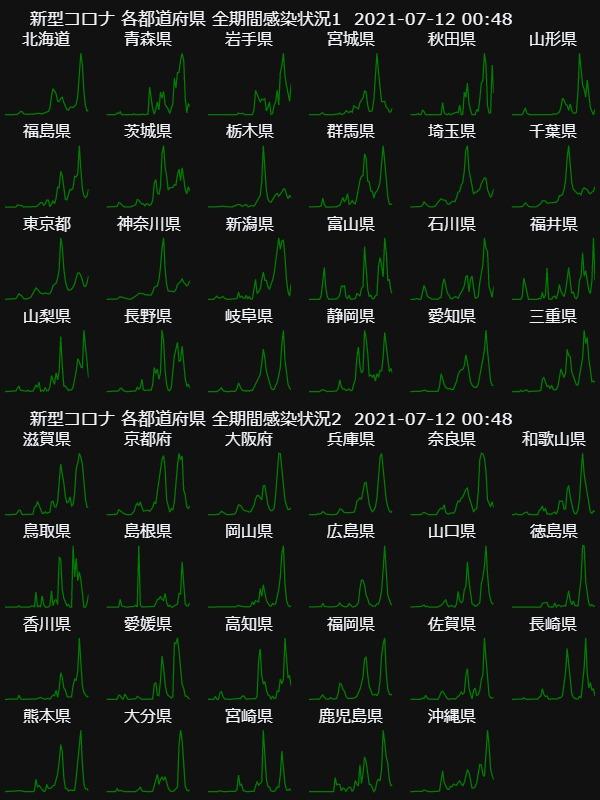 新型コロナ 各都道府県 全期間感染状況1 2021-07-12 00:48
北海道 青森県 岩手県 宮城県 秋田県 山形県
福島県 茨城県 栃木県 群馬県 埼玉県 千葉県
東京都 神奈川県 新潟県 富山県 石川県 福井県
山梨県 長野県 岐阜県 静岡県 愛知県 三重県
新型コロナ 各都道府県 全期間感染状況2 2021-07-12 00:48
滋賀県 京都府 大阪府 兵庫県 奈良県 和歌山県
鳥取県 島根県 岡山県 広島県 山口県 徳島県
香川県 愛媛県 高知県 福岡県 佐賀県 長崎県
熊本県 大分県 宮崎県 鹿児島県 沖縄県